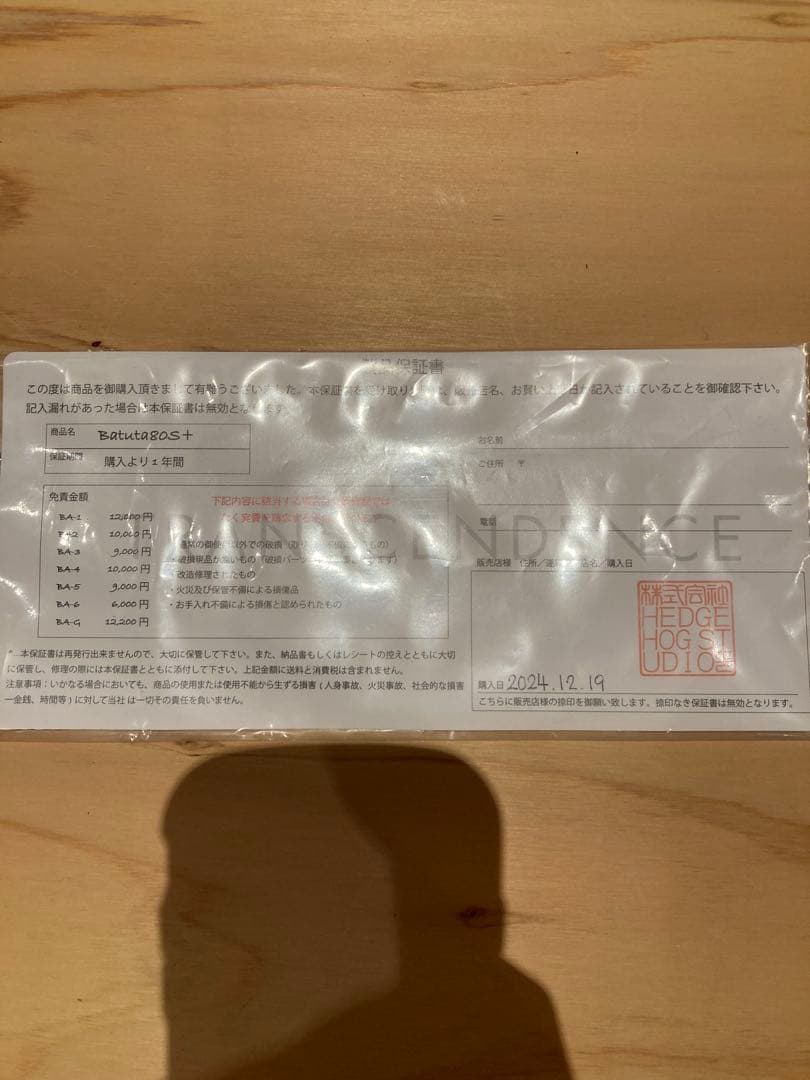 保証書
この度は商品を御購入頂きまして有難うございました。本保証書を受け取り、販売店名、お買い上げ日が記入されていることを御確認下さい。
記入漏れがあった場合は本保証書は無効となります。
商品名 Batuta80S+
保証期間 購入より1年間
免責金額
BA-1 12,000円
BA-2 10,000円
BA-3 9,000円
BA-4 10,000円
BA-5 9,000円
BA-6 6,000円
BA-G 12,200円
下記内容に該当する場合は
・破損現品が無いもの
・改造修理されたもの
・火災及び保管不備による損傷品
・お手入れ不備による損傷と認められたもの
*…本保証書は再発行出来ませんので、大切に保管して下さい。また、納品書もしくはレシートの控えとともに大切
に保管し、修理の際には本保証書とともに添付して下さい。上記金額に送料と消費税は含まれません。
注意事項：いかなる場合においても、商品の使用または使用不能から生ずる損害(人身事故、火災事故、社会的な損害
ー金銭、時間等)に対して当社は一切その責任を負いません。
お名前
ご住所 〒
電話
販売店様 住所／連絡先／店名／購入日
株式会社
HEDGE
HOG ST
UDIO
購入日 2024.12.19
こちらに販売店様の捺印を御願い致します。捺印なき保証書は無効となります。